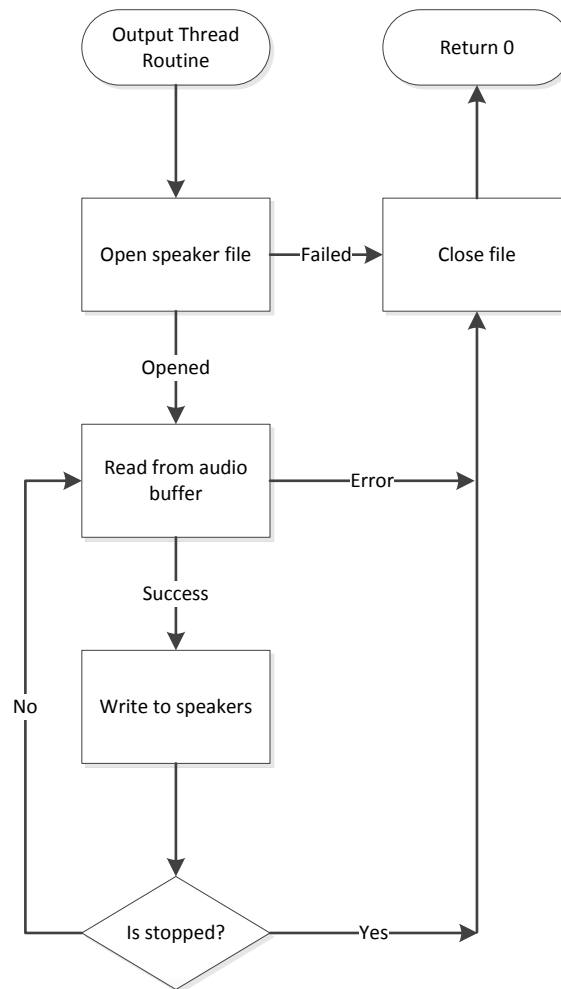 Output Thread
Routine
Return 0
Open speaker file
Failed
Close file
Opened
Read from audio
buffer
Error
Success
Write to speakers
No
Is stopped?
Yes